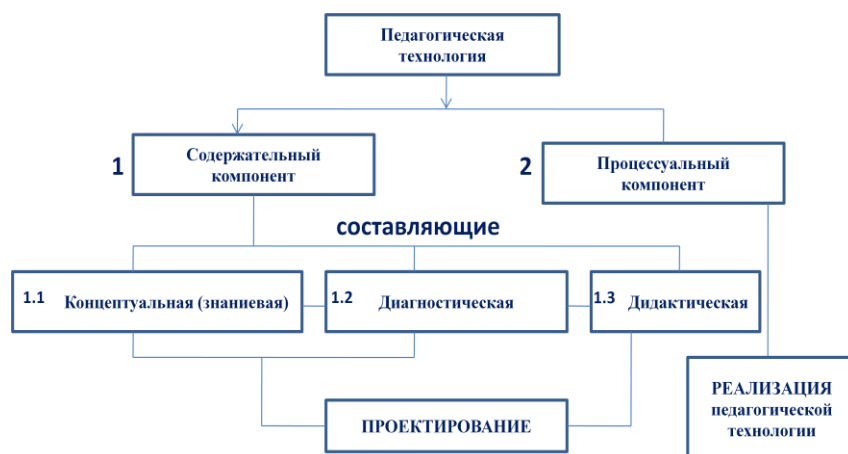 Педагогическая
технология
1
Содержательный
компонент
2
Процессуальный
компонент
составляющие
1.1 Концептуальная (знаниевая)
1.2 Диагностическая
1.3 Дидактическая
ПРОЕКТИРОВАНИЕ
РЕАЛИЗАЦИЯ
педагогической
технологии